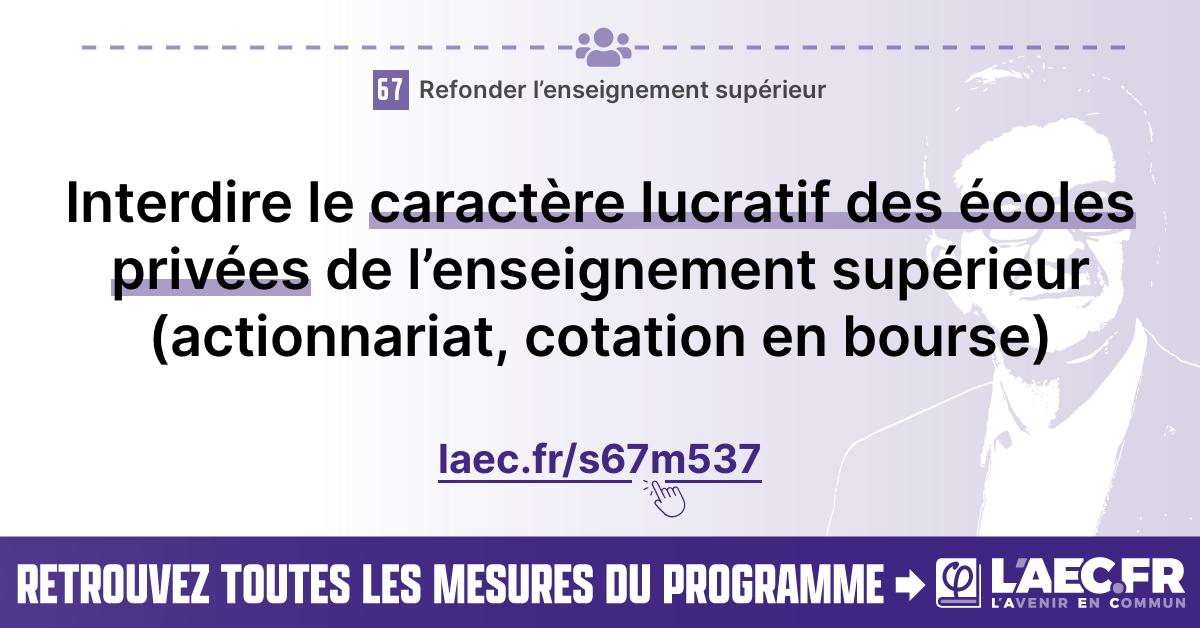 67 Refonder l’enseignement supérieur
Interdire le caractère lucratif des écoles
privées de l’enseignement supérieur
(actionnariat, cotation en bourse)
laec.fr/s67m537
RETROUVEZ TOUTES LES MESURES DU PROGRAMME
φ L’AEC.FR
L’AVENIR EN COMMUN